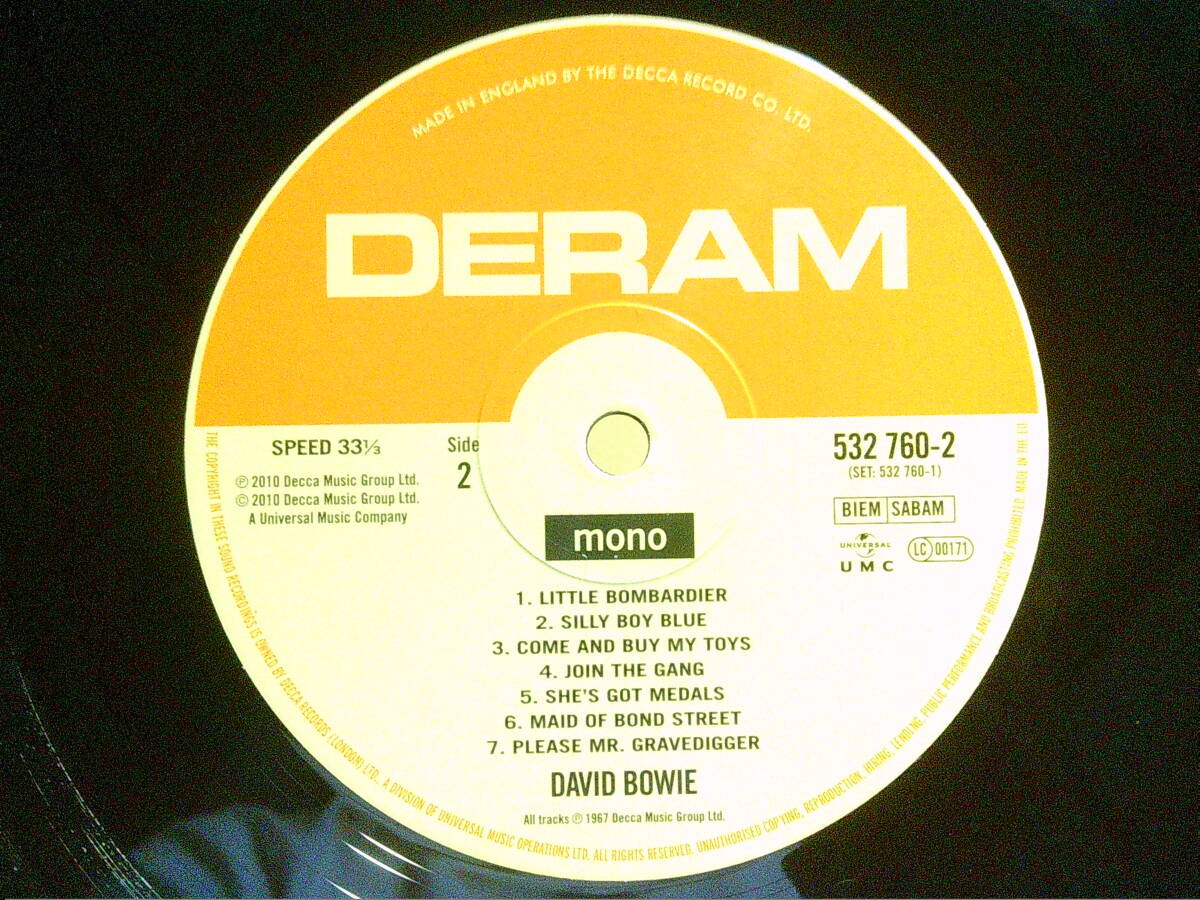 MADE IN ENGLAND BY THE DECCA RECORD CO. LTD.
DERAM
SPEED 33⅓
Side
2
℗ 2010 Decca Music Group Ltd.
© 2010 Decca Music Group Ltd.
A Universal Music Company
532 760-2
(SET: 532 760-1)
BIEM SABAM
UNIVERSAL
UMC
LC 00171
mono
1. LITTLE BOMBARDIER
2. SILLY BOY BLUE
3. COME AND BUY MY TOYS
4. JOIN THE GANG
5. SHE'S GOT MEDALS
6. MAID OF BOND STREET
7. PLEASE MR. GRAVEDIGGER
DAVID BOWIE
All tracks ℗ 1967 Decca Music Group Ltd.
THE COPYRIGHT IN THESE SOUND RECORDINGS IS OWNED BY DECCA RECORDS (LONDON) LTD., A DIVISION OF UNIVERSAL MUSIC OPERATIONS LTD. ALL RIGHTS RESERVED. UNAUTHORISED COPYING, REPRODUCTION, HIRING, LENDING, PUBLIC PERFORMANCE AND BROADCASTING PROHIBITED. MADE IN THE EU.